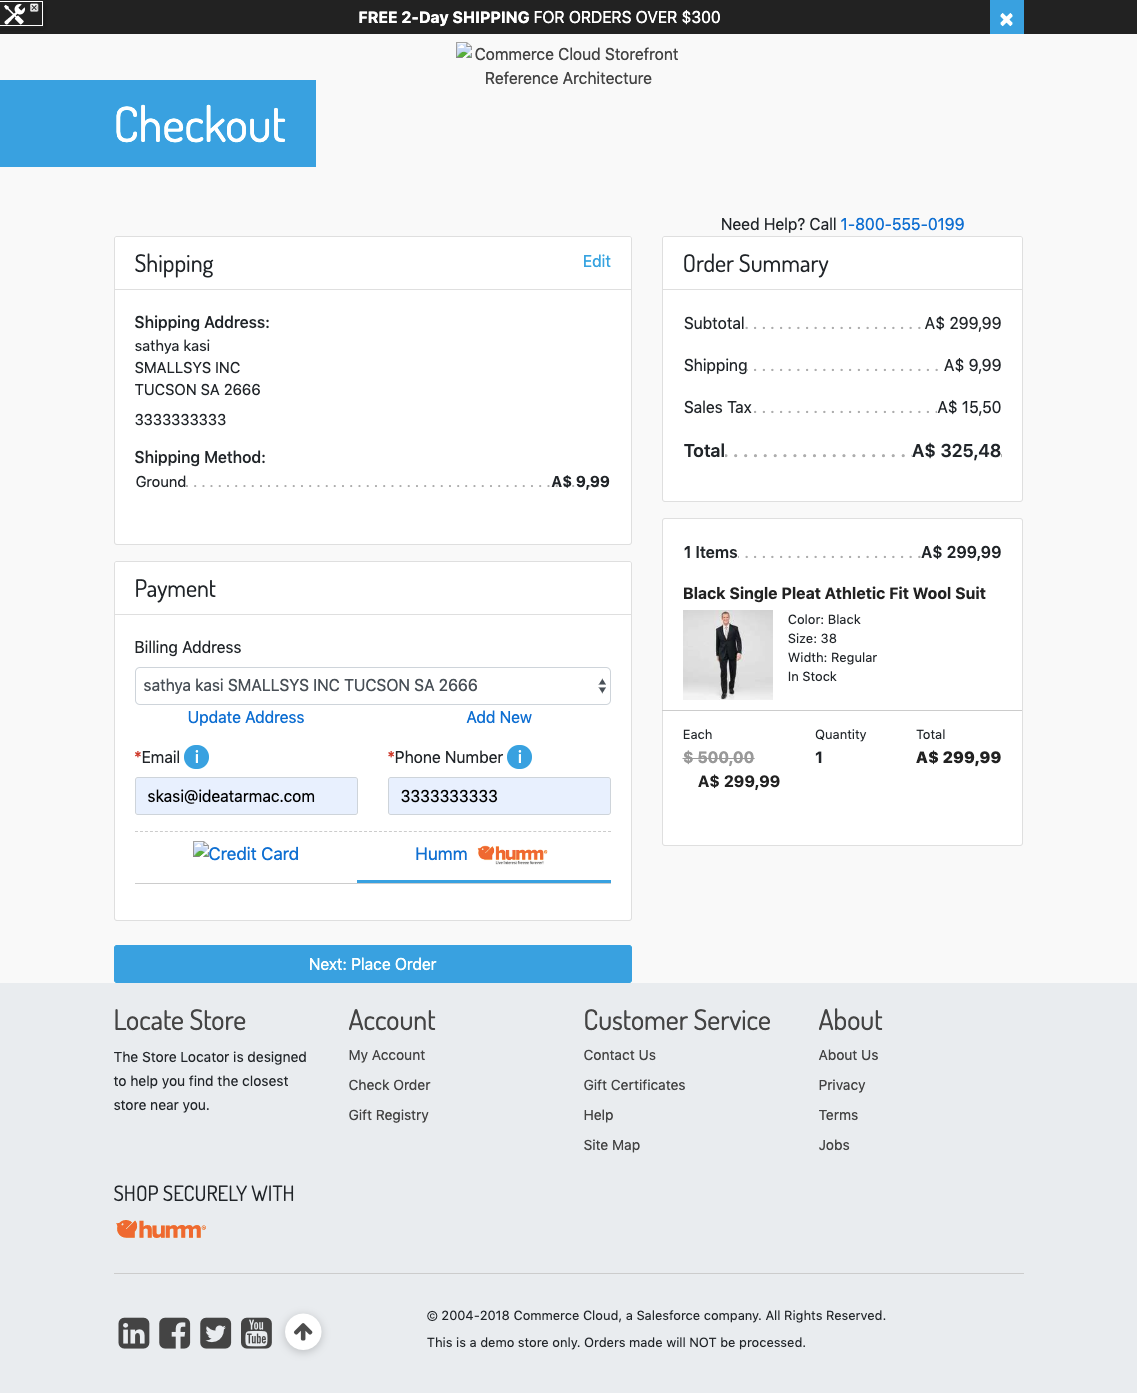 FREE 2-Day SHIPPING FOR ORDERS OVER $300
Commerce Cloud Storefront
Reference Architecture
Checkout
Need Help? Call 1-800-555-0199
Shipping
Edit
Shipping Address:
sathya kasi
SMALLSYS INC
TUCSON SA 2666
3333333333
Shipping Method:
Ground A$ 9,99
Payment
Billing Address
sathya kasi SMALLSYS INC TUCSON SA 2666
Update Address Add New
*Email i *Phone Number i
skasi@ideatarmac.com 3333333333
Credit Card Humm humm
Next: Place Order
Order Summary
Subtotal A$ 299,99
Shipping A$ 9,99
Sales Tax A$ 15,50
Total A$ 325,48
1 Items A$ 299,99
Black Single Pleat Athletic Fit Wool Suit
Color: Black
Size: 38
Width: Regular
In Stock
Each Quantity Total
$ 500,00 1 A$ 299,99
A$ 299,99
Locate Store
The Store Locator is designed
to help you find the closest
store near you.
Account
My Account
Check Order
Gift Registry
Customer Service
Contact Us
Gift Certificates
Help
Site Map
About
About Us
Privacy
Terms
Jobs
SHOP SECURELY WITH
humm
in f You Tube
© 2004-2018 Commerce Cloud, a Salesforce company. All Rights Reserved.
This is a demo store only. Orders made will NOT be processed.